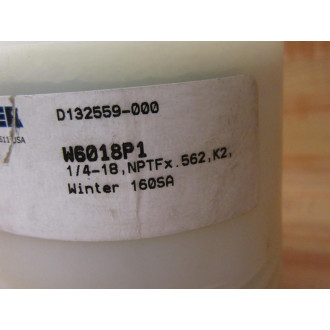 D132559-000
W6018P1
1/4-18,NPTFx.562,K2,
Winter 160SA